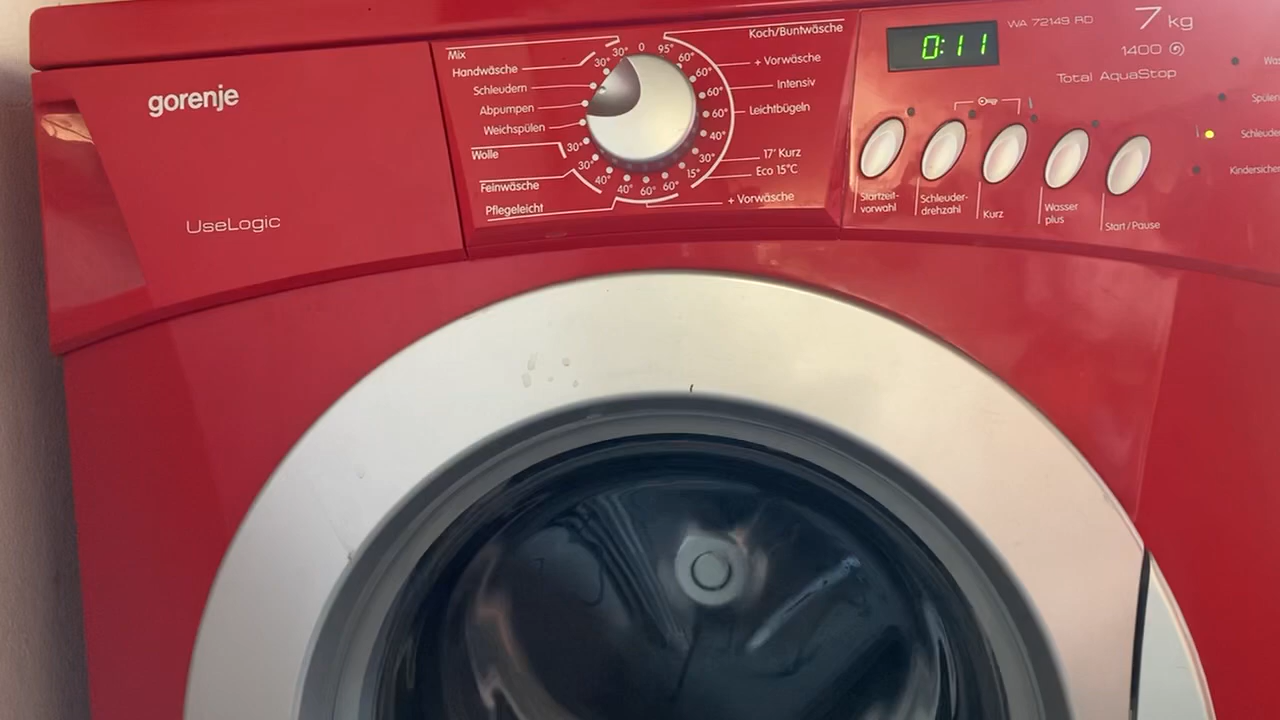 gorenje
UseLogic
Mix
Handwäsche
Schleudern
Abpumpen
Weichspülen
Wolle
Feinwäsche
Pflegeleicht
30°
30°
30°
30°
40°
40°
60°
60°
15°
30°
40°
60°
60°
60°
60°
95°
0
Koch/Buntwäsche
+ Vorwäsche
Intensiv
Leichtbügeln
17' Kurz
Eco 15°C
+ Vorwäsche
0:11
WA 72149 RD
7 kg
1400
Total AquaStop
Startzeit-
vorwahl
Schleuder-
drehzahl
Kurz
Wasser
plus
Start/Pause
Was
Spülen
Schleude
Kindersicher